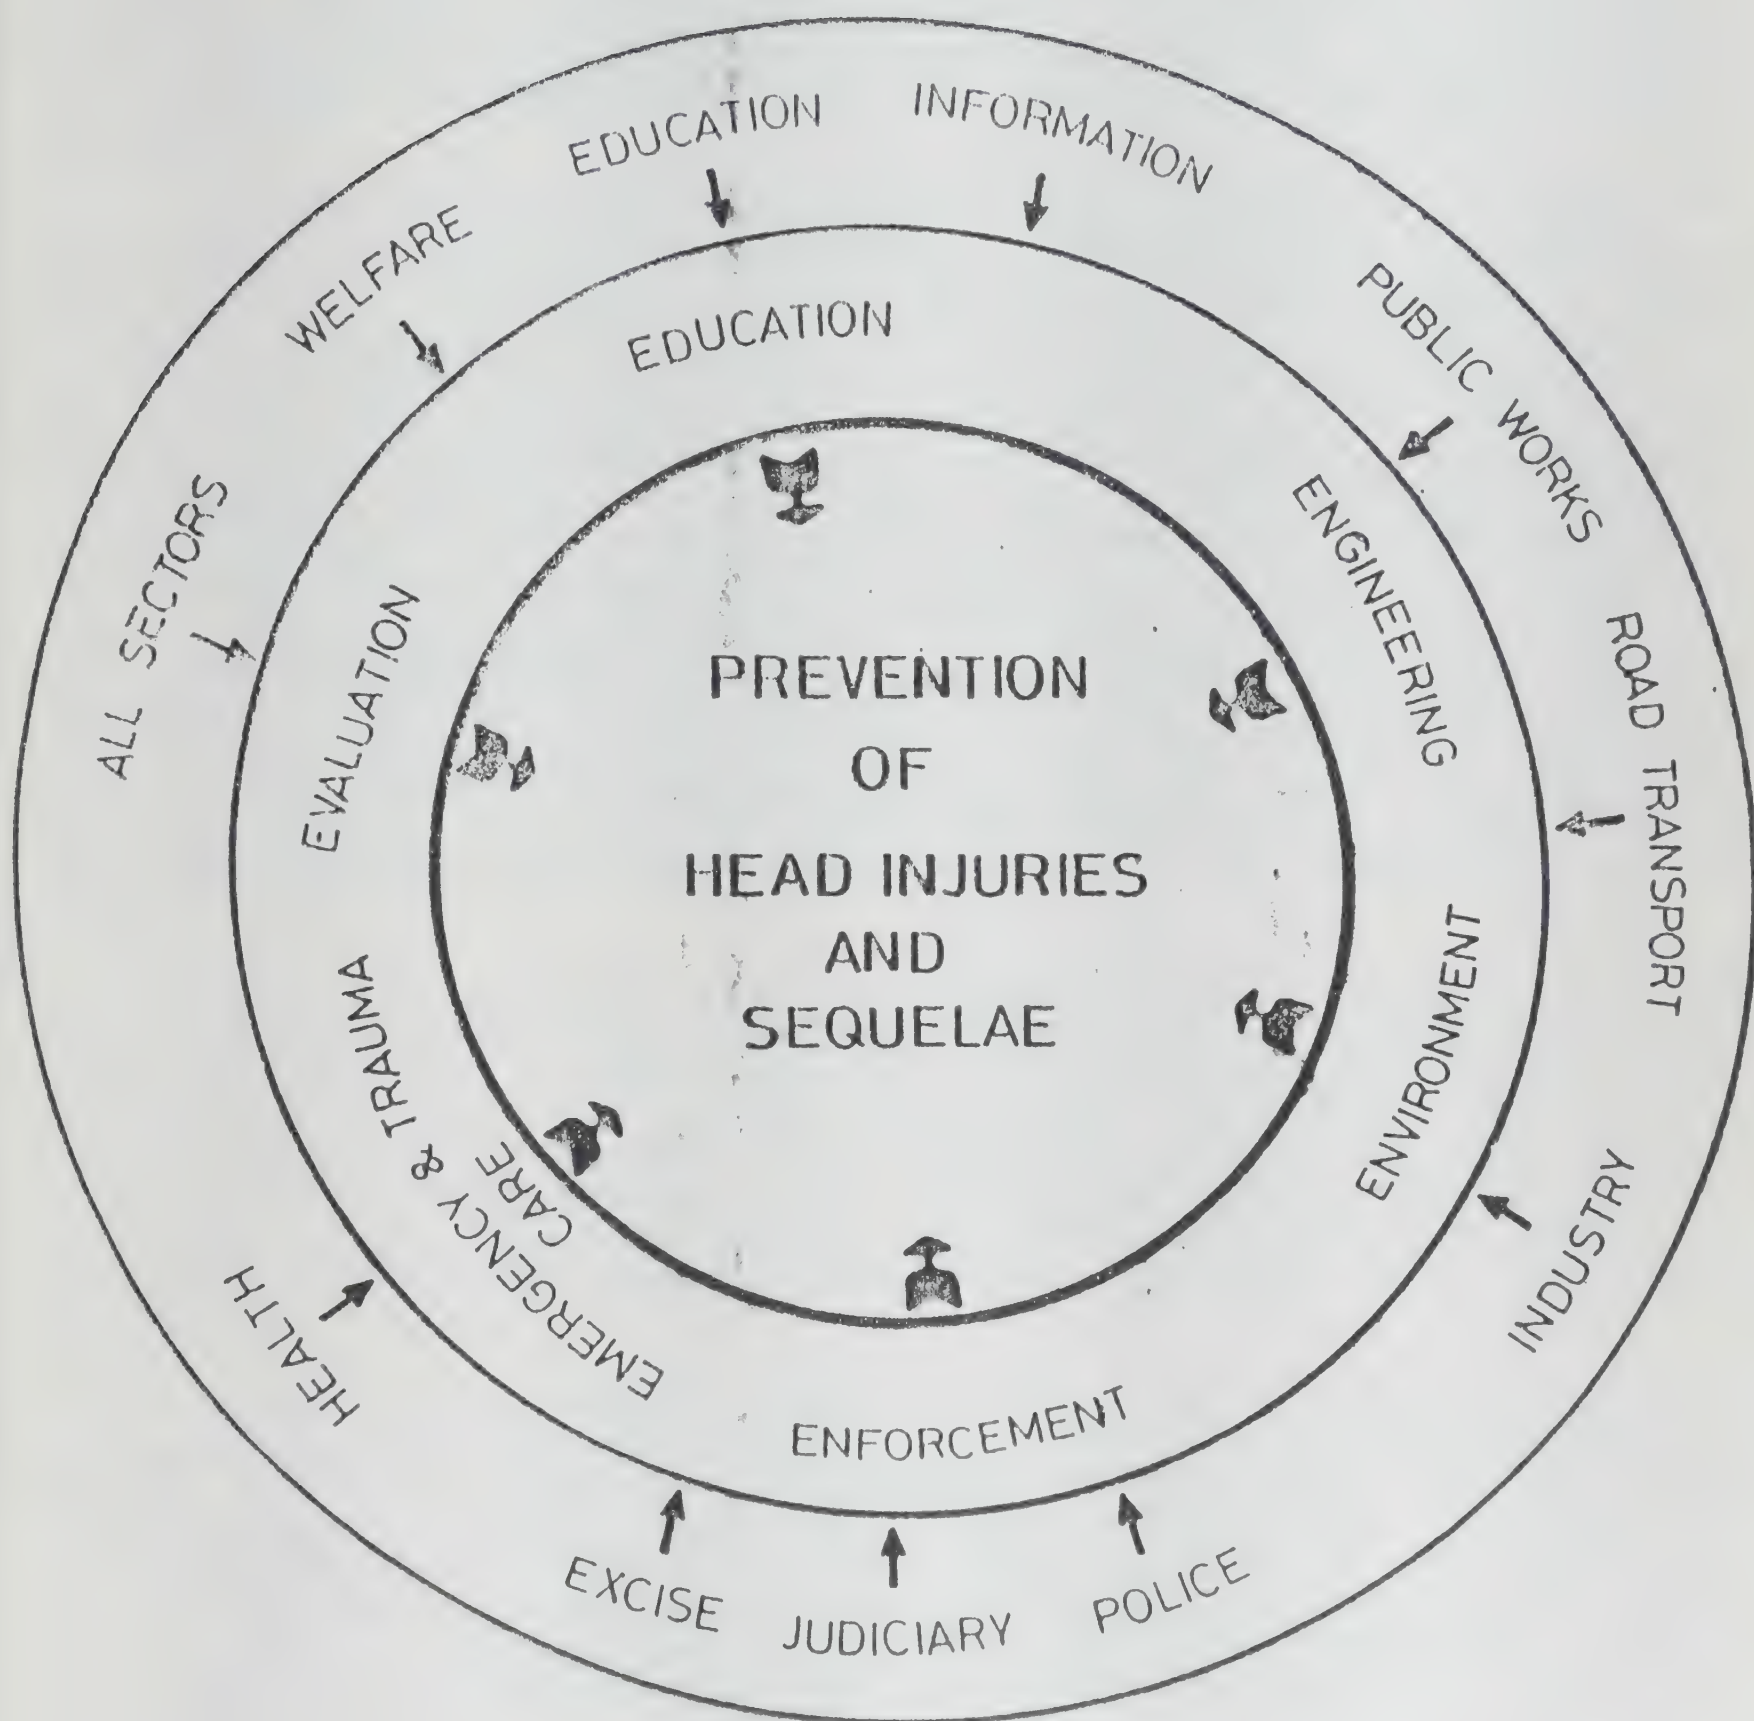 EDUCATION
INFORMATION
PUBLIC WORKS
ROAD TRANSPORT
INDUSTRY
POLICE
JUDICIARY
EXCISE
HEALTH
ALL SECTORS
WELFARE
EDUCATION
ENGINEERING
ENVIRONMENT
ENFORCEMENT
EMERGENCY & TRAUMA
CARE
EVALUATION
PREVENTION
OF
HEAD INJURIES
AND
SEQUELAE